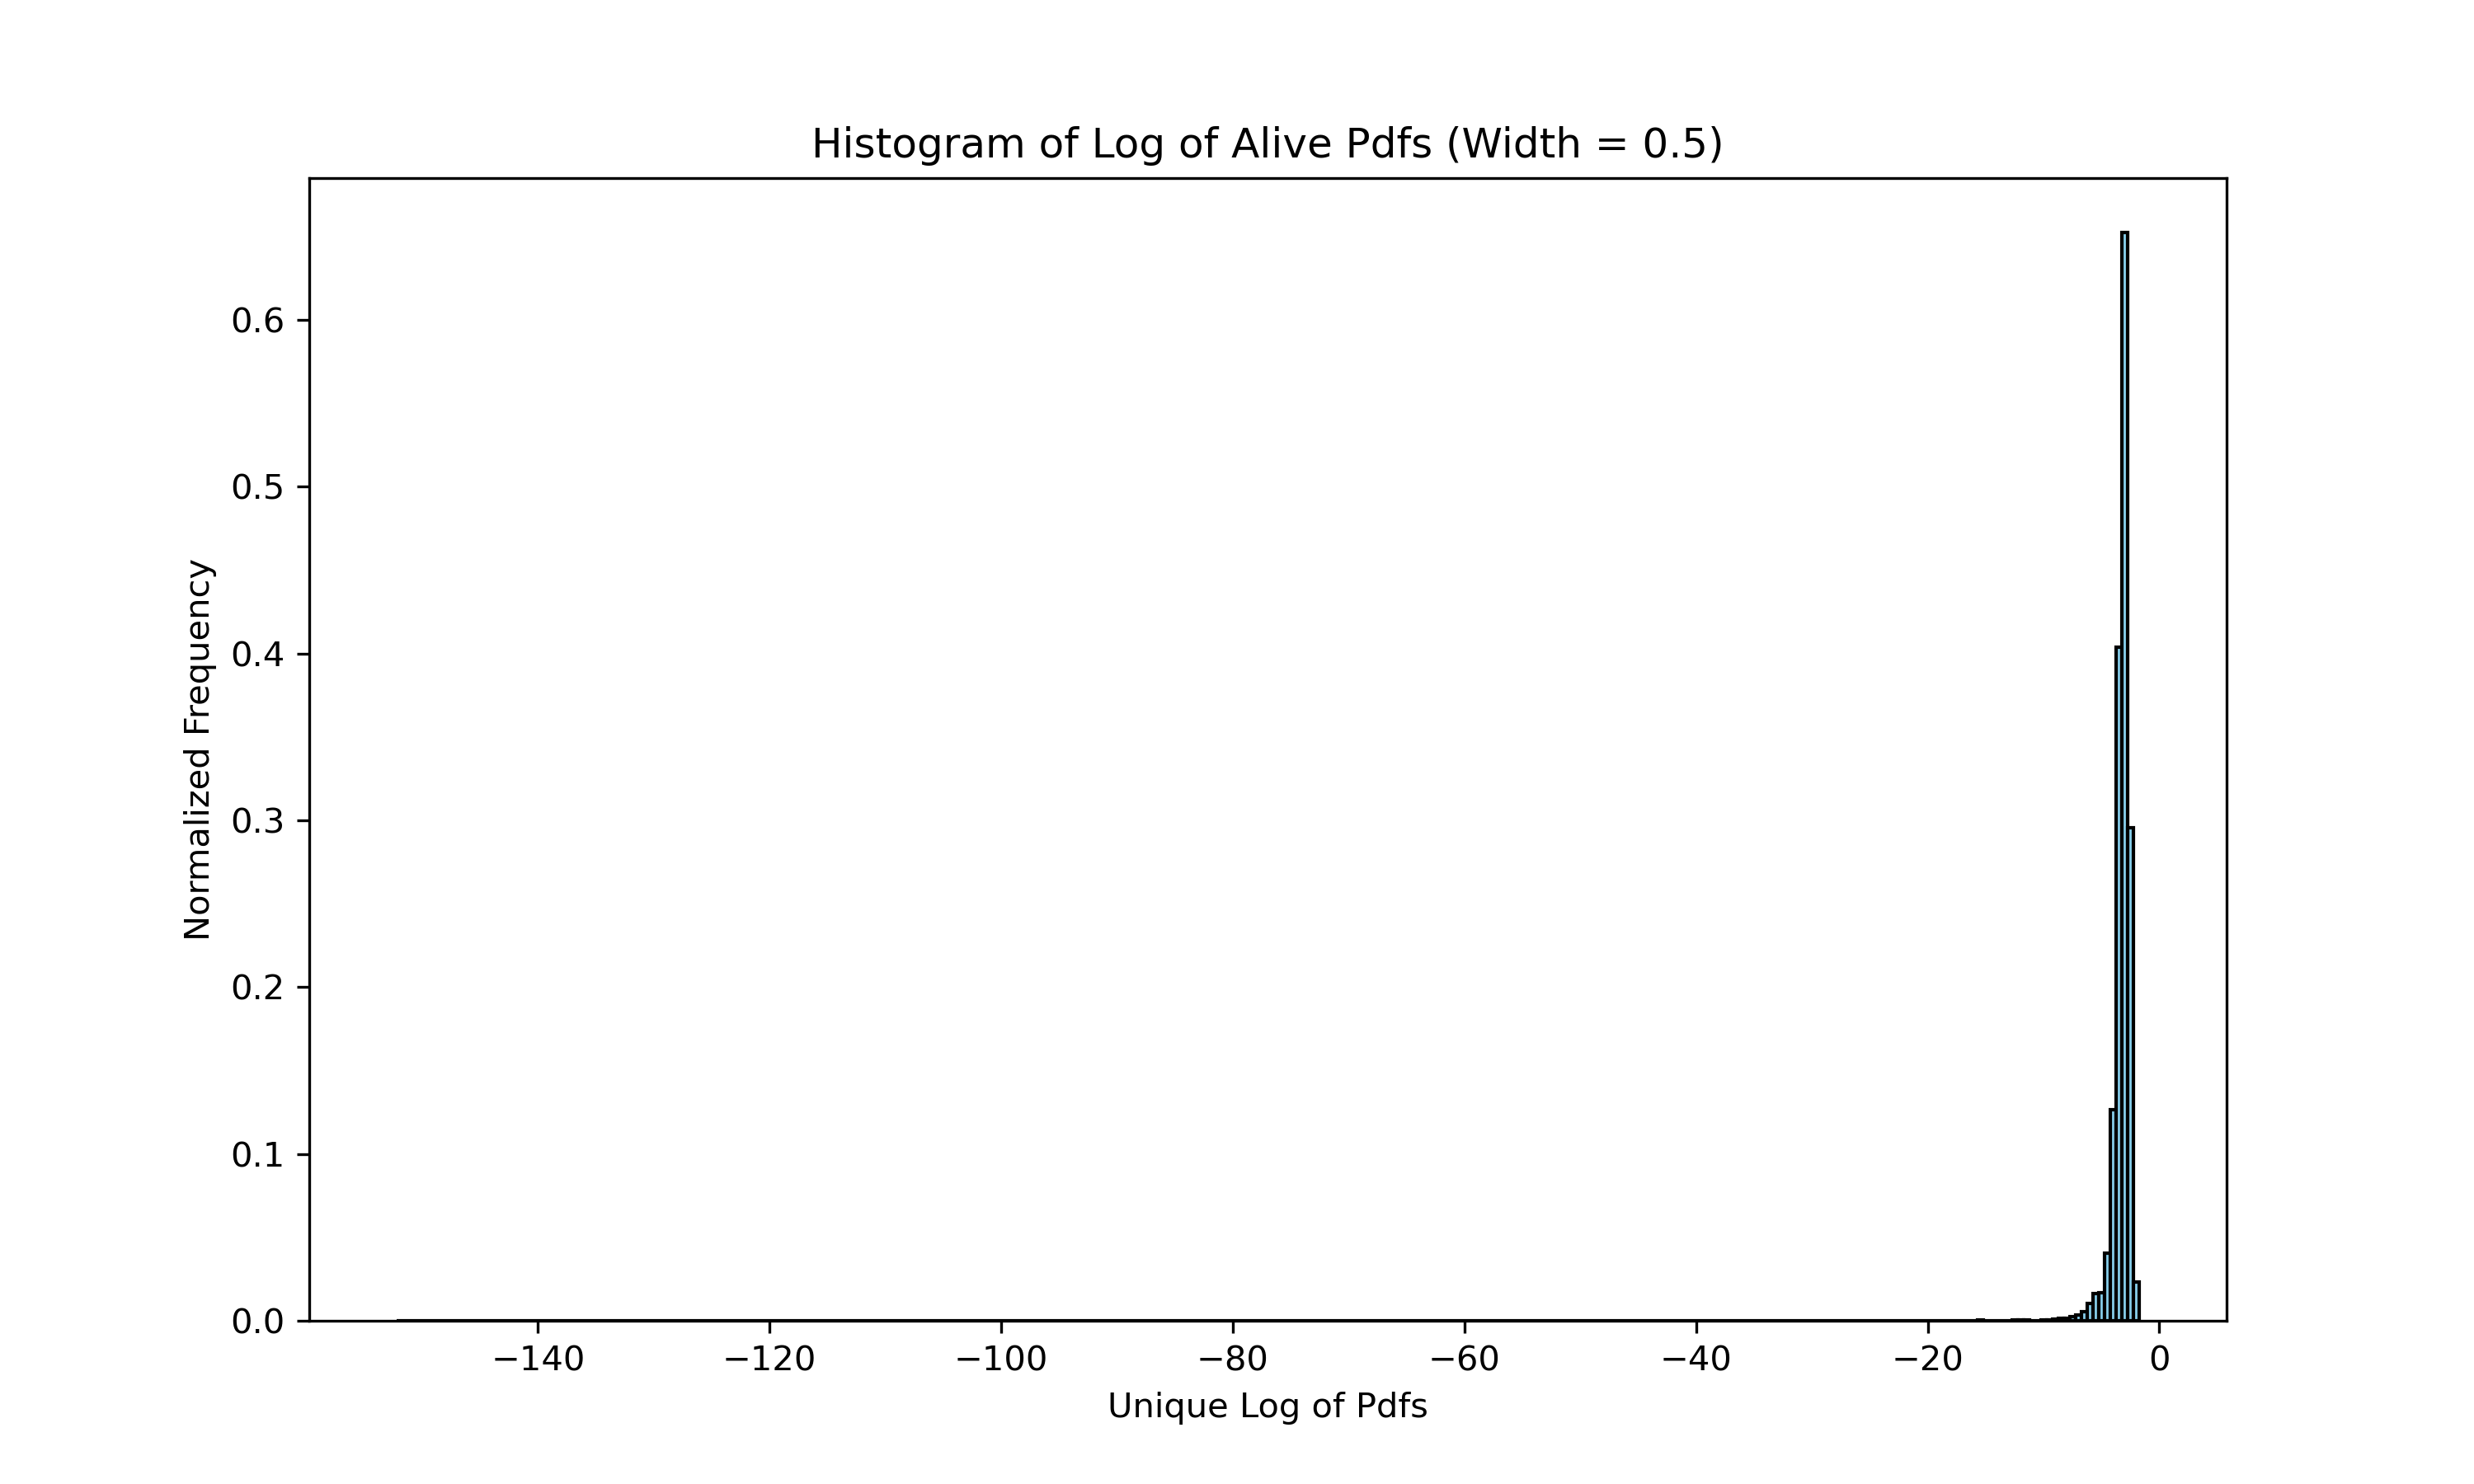 Histogram of Log of Alive Pdfs (Width = 0.5)
Normalized Frequency
0.6
0.5
0.4
0.3
0.2
0.1
0.0
−140 −120 −100 −80 −60 −40 −20 0
Unique Log of Pdfs